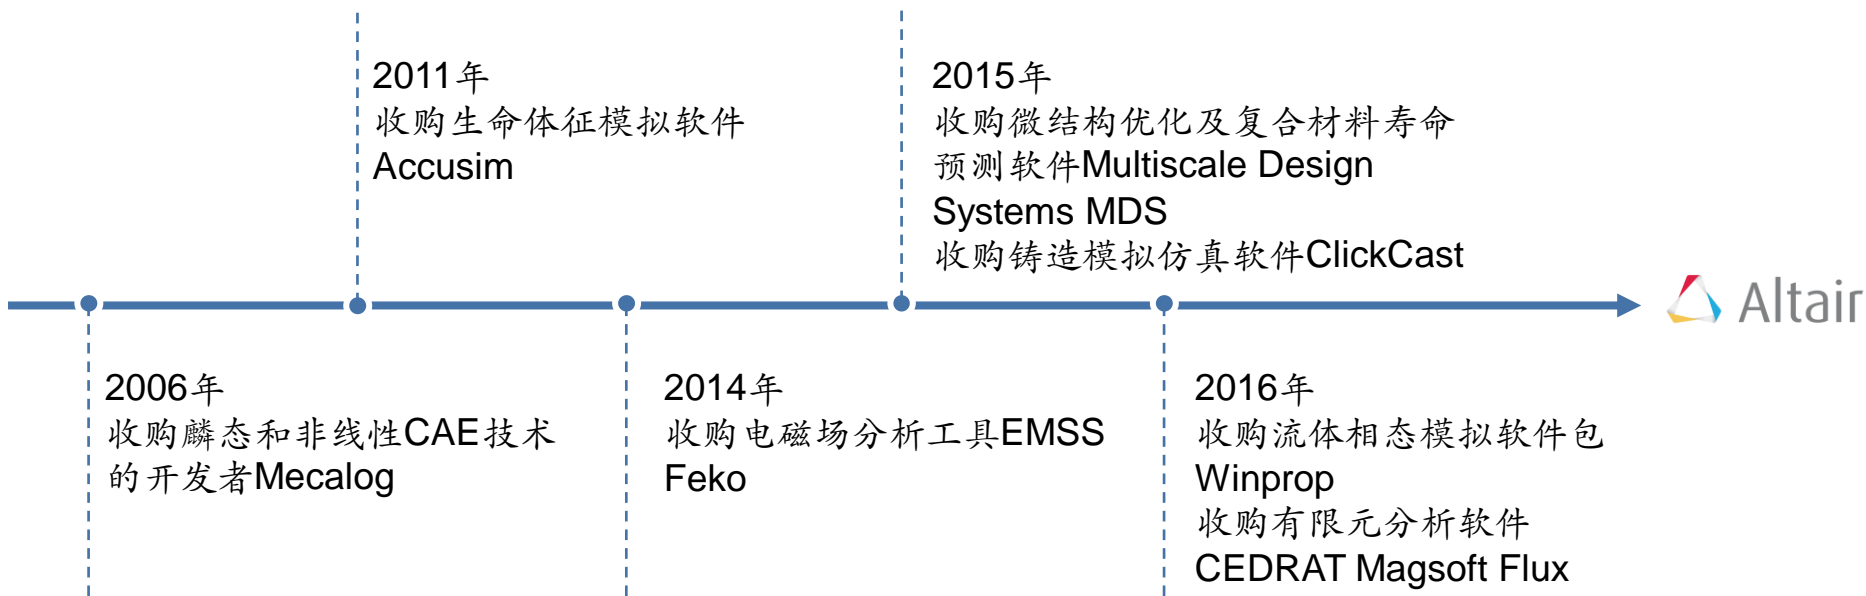 2011年
收购生命体征模拟软件
Accusim
2015年
收购微结构优化及复合材料寿命
预测软件Multiscale Design
Systems MDS
收购铸造模拟仿真软件ClickCast
Altair
2006年
收购麟态和非线性CAE技术
的开发者Mecalog
2014年
收购电磁场分析工具EMSS
Feko
2016年
收购流体相态模拟软件包
Winprop
收购有限元分析软件
CEDRAT Magsoft Flux